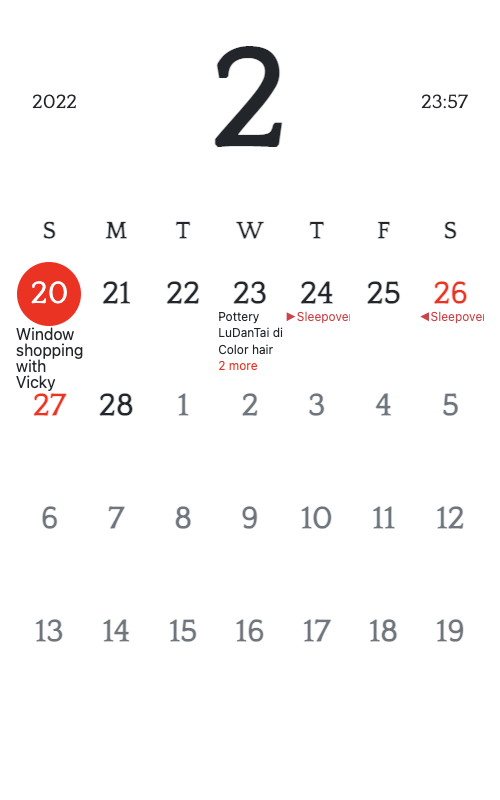 2
2022 23:57
S M T W T F S
20 21 22 23 24 25 26
Window
shopping
with
Vicky
Pottery
LuDanTai di
Color hair
2 more
▶Sleepover
◀Sleepover
27 28 1 2 3 4 5
6 7 8 9 10 11 12
13 14 15 16 17 18 19